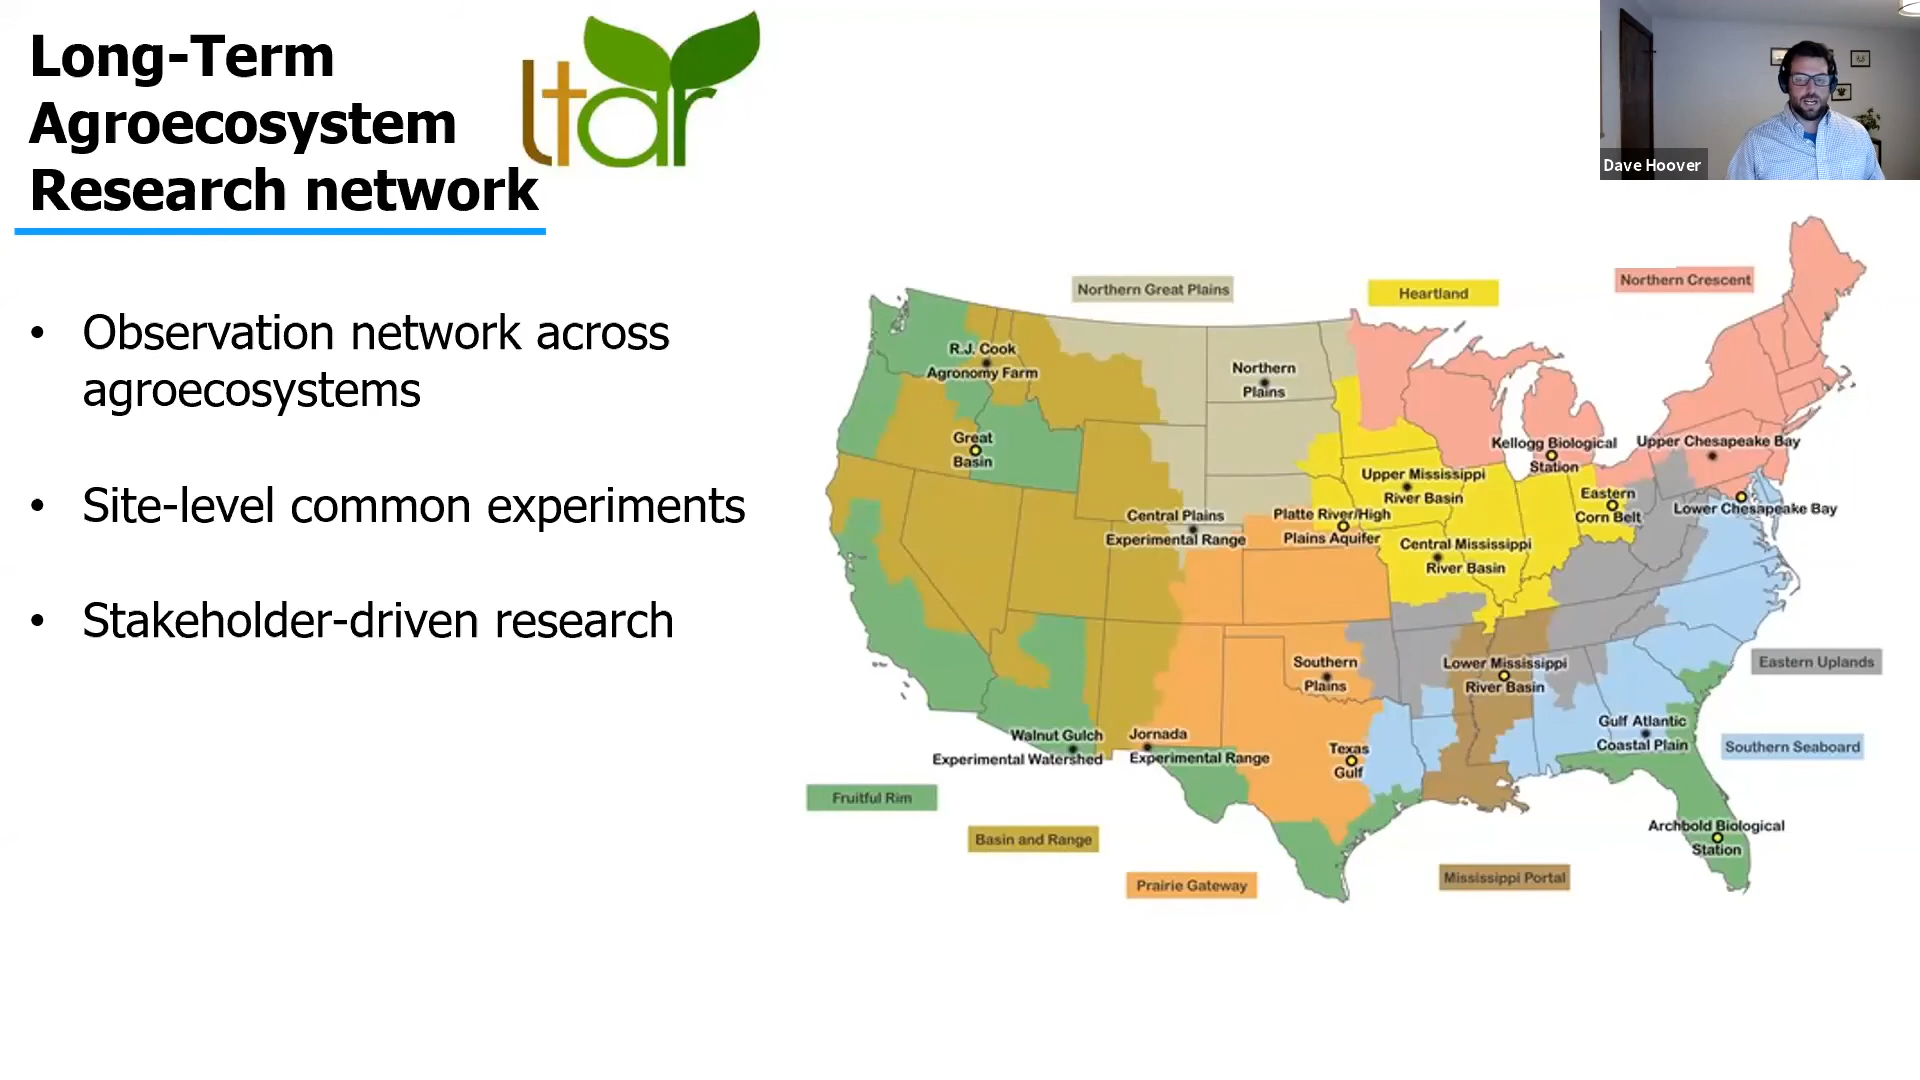 Long-Term
Agroecosystem
Research network
ltar
Dave Hoover
• Observation network across
agroecosystems
• Site-level common experiments
• Stakeholder-driven research
Northern Great Plains
Heartland
Northern Crescent
R.J. Cook
Agronomy Farm
Northern
Plains
Great
Basin
Kellogg Biological
Station
Upper Chesapeake Bay
Upper Mississippi
River Basin
Eastern
Corn Belt
Lower Chesapeake Bay
Central Plains
Experimental Range
Platte River/High
Plains Aquifer
Central Mississippi
River Basin
Southern
Plains
Lower Mississippi
River Basin
Eastern Uplands
Walnut Gulch
Experimental Watershed
Jornada
Experimental Range
Texas
Gulf
Gulf Atlantic
Coastal Plain
Southern Seaboard
Fruitful Rim
Basin and Range
Archbold Biological
Station
Prairie Gateway
Mississippi Portal